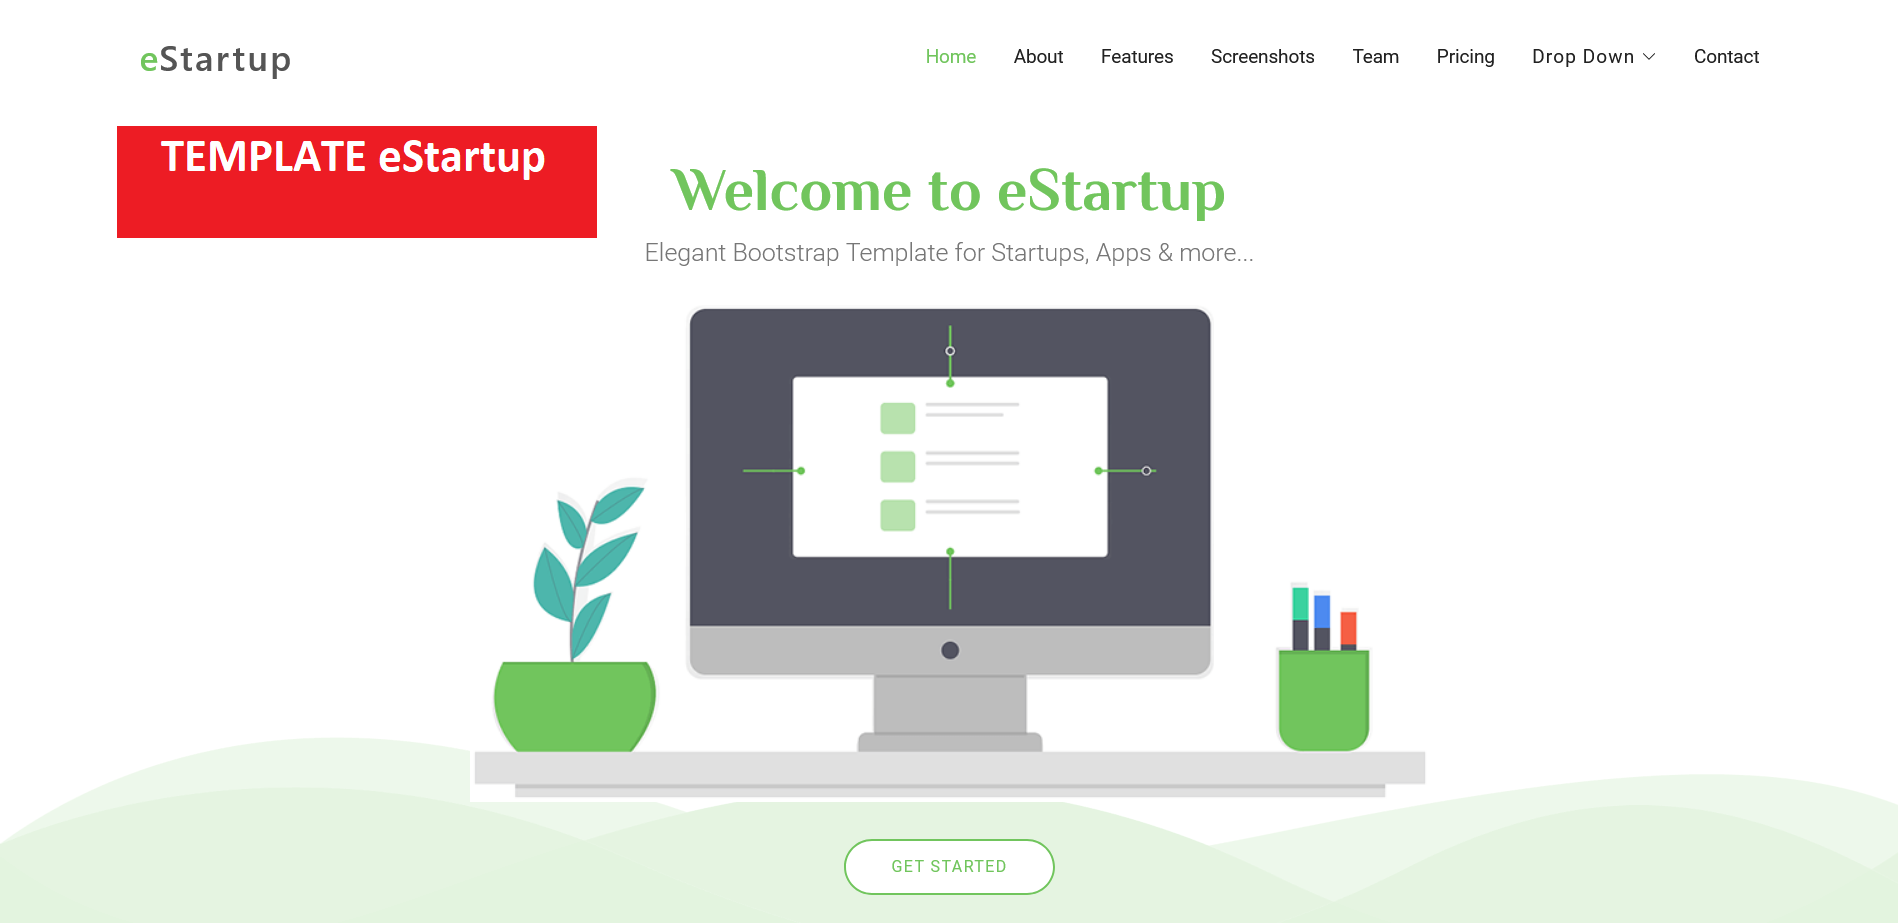 eStartup
Home About Features Screenshots Team Pricing Drop Down Contact
TEMPLATE eStartup
Welcome to eStartup
Elegant Bootstrap Template for Startups, Apps & more...
GET STARTED